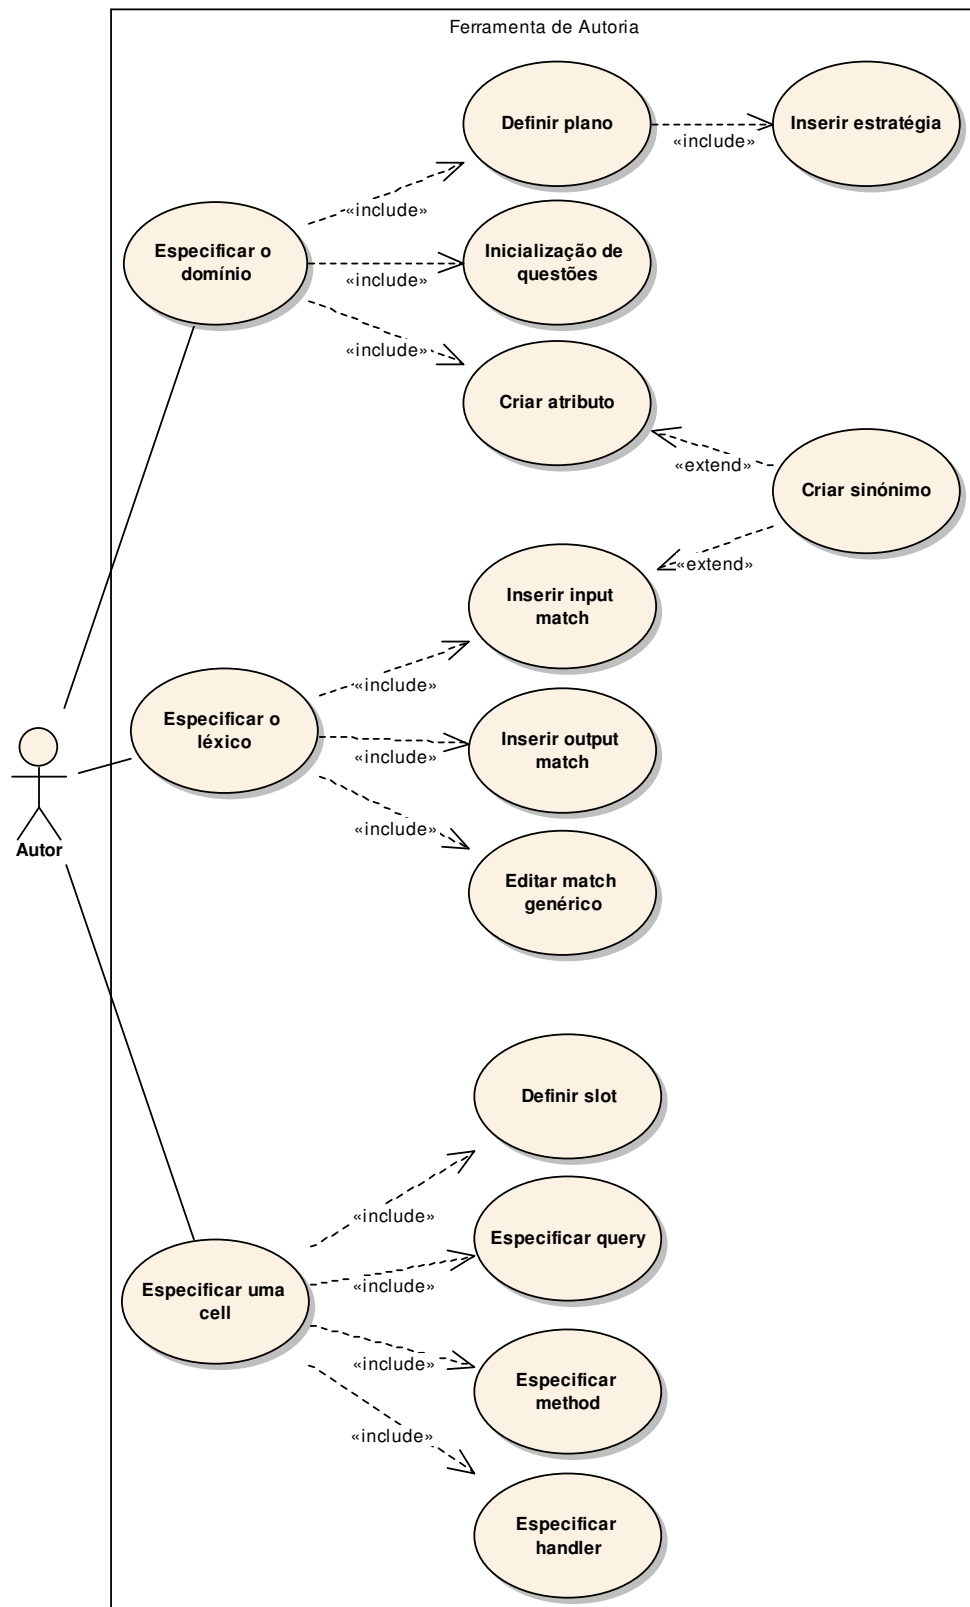 Ferramenta de Autoria
Definir plano
Inserir estratégia
«include»
«include»
Especificar o
domínio
Inicialização de
questões
«include»
«include»
Criar atributo
«extend»
Criar sinónimo
«extend»
Inserir input
match
«include»
Especificar o
léxico
Inserir output
match
«include»
«include»
Autor
Editar match
genérico
Definir slot
«include»
Especificar query
«include»
Especificar uma
cell
«include»
Especificar
method
«include»
Especificar
handler